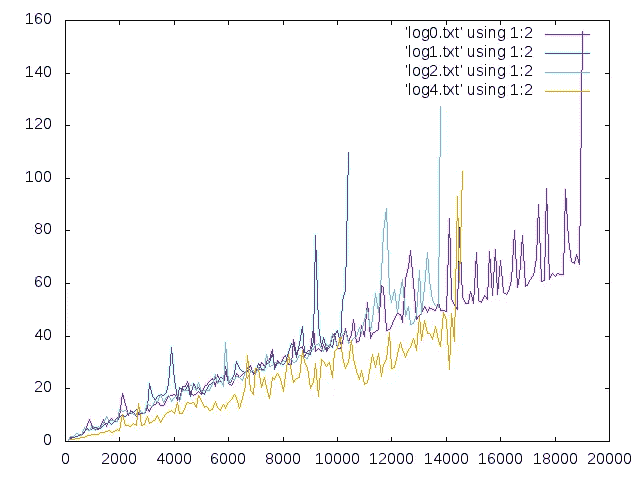 160
140
120
100
80
60
40
20
0
'log0.txt' using 1:2
'log1.txt' using 1:2
'log2.txt' using 1:2
'log4.txt' using 1:2
0 2000 4000 6000 8000 10000 12000 14000 16000 18000 20000